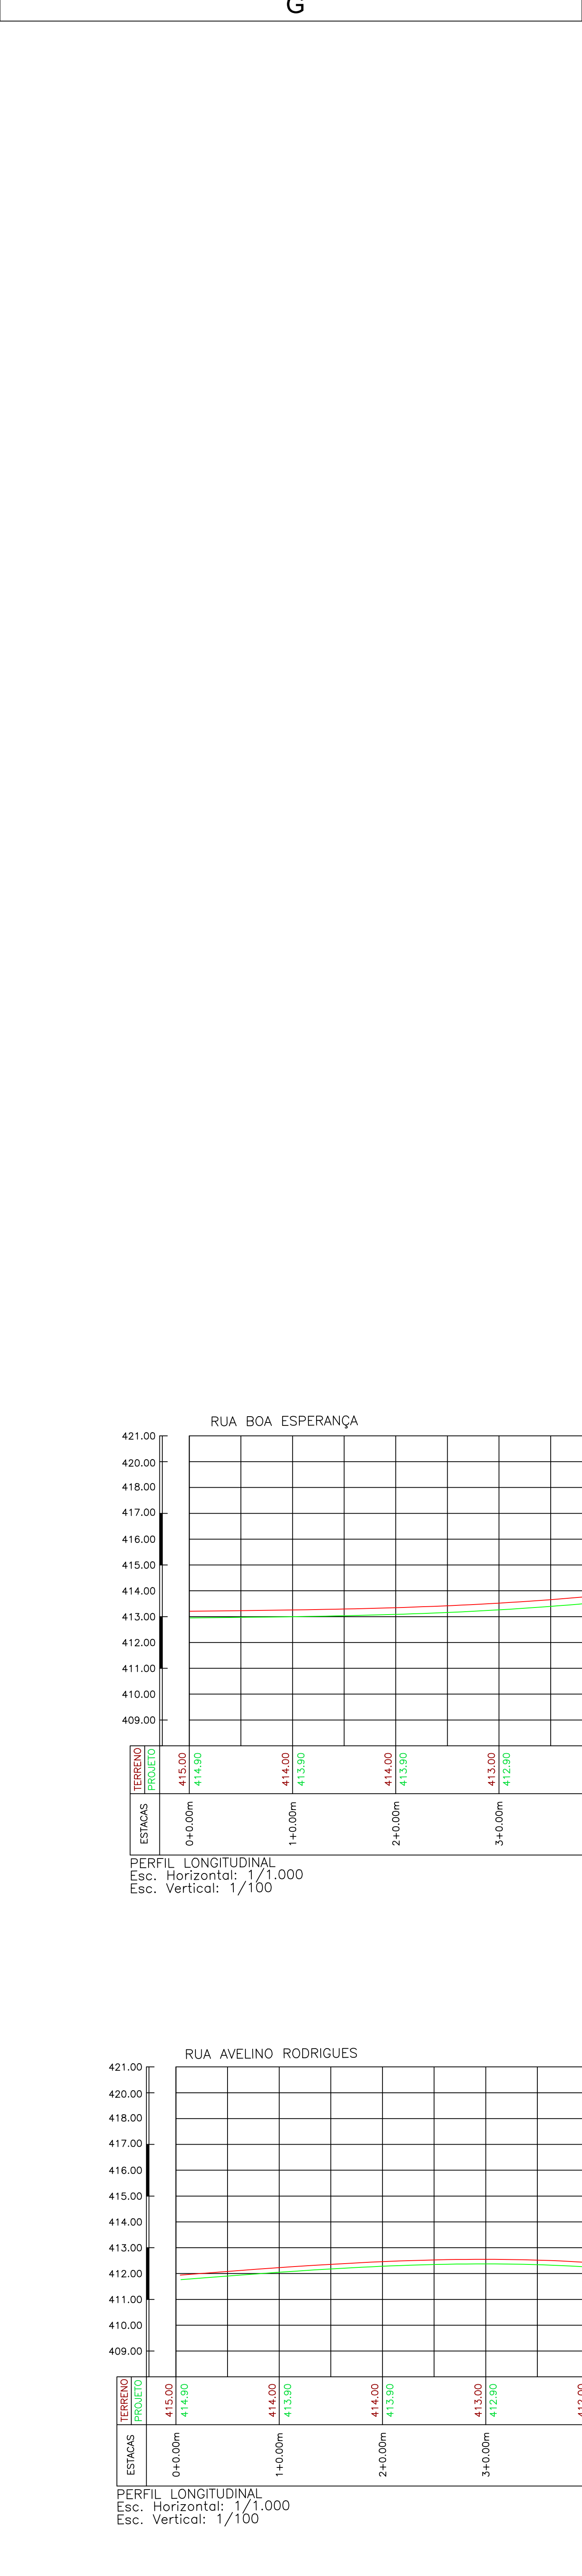 G
RUA BOA ESPERANÇA
421.00
420.00
418.00
417.00
416.00
415.00
414.00
413.00
412.00
411.00
410.00
409.00
TERRENO 415.00 414.00 414.00 413.00
PROJETO 414.90 413.90 413.90 412.90
ESTACAS 0+0.00m 1+0.00m 2+0.00m 3+0.00m
PERFIL LONGITUDINAL
Esc. Horizontal: 1/1.000
Esc. Vertical: 1/100
RUA AVELINO RODRIGUES
421.00
420.00
418.00
417.00
416.00
415.00
414.00
413.00
412.00
411.00
410.00
409.00
TERRENO 415.00 414.00 414.00 413.00 412.00
PROJETO 414.90 413.90 413.90 412.90
ESTACAS 0+0.00m 1+0.00m 2+0.00m 3+0.00m
PERFIL LONGITUDINAL
Esc. Horizontal: 1/1.000
Esc. Vertical: 1/100